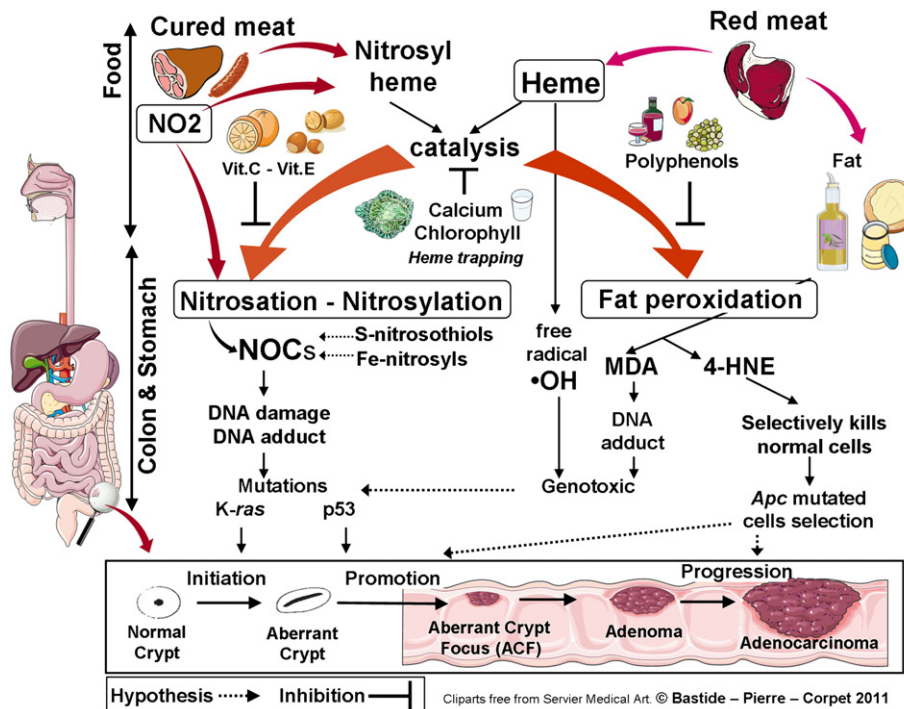 Food
Cured meat
Red meat
Nitrosyl
heme
Heme
NO2
Vit.C - Vit.E
catalysis
Polyphenols
Fat
Calcium
Chlorophyll
Heme trapping
Colon & Stomach
Nitrosation - Nitrosylation
Fat peroxidation
NOCs
S-nitrosothiols
Fe-nitrosyls
free
radical
•OH
MDA
4-HNE
DNA damage
DNA adduct
DNA
adduct
Selectively kills
normal cells
Mutations
K-ras
p53
Genotoxic
Apc mutated
cells selection
Initiation
Promotion
Progression
Normal
Crypt
Aberrant
Crypt
Aberrant Crypt
Focus (ACF)
Adenoma
Adenocarcinoma
Hypothesis
Inhibition
Cliparts free from Servier Medical Art. © Bastide – Pierre – Corpet 2011